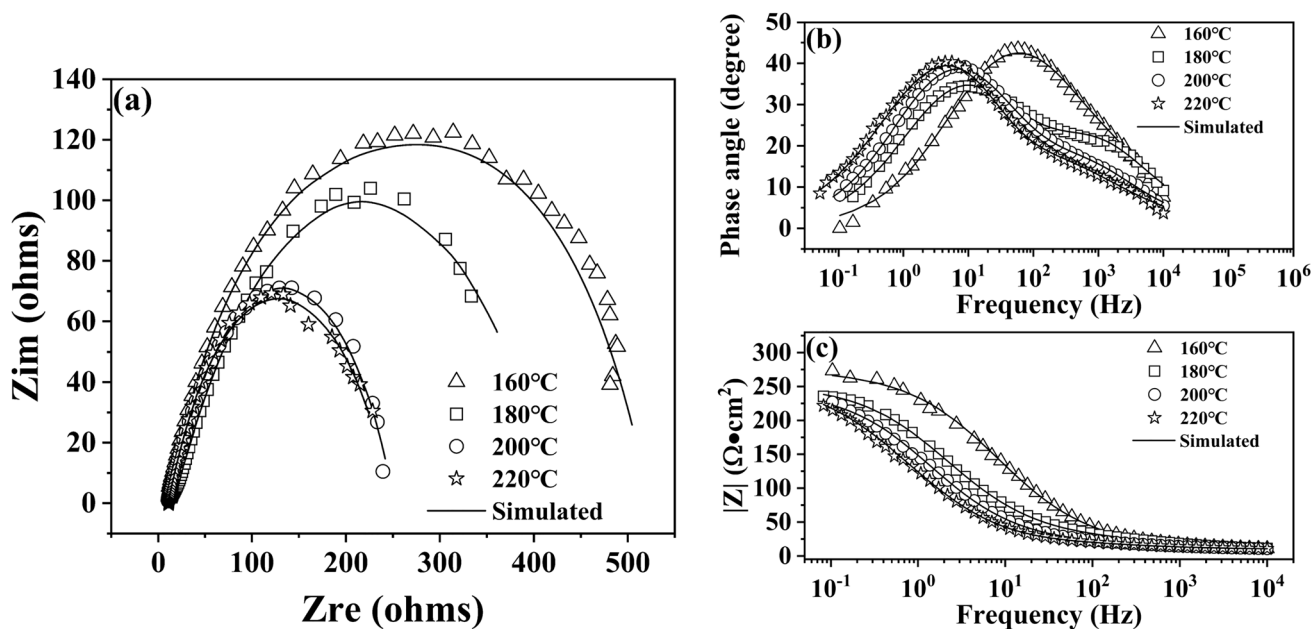 (a)
140
120
100
80
60
40
20
0
Zim (ohms)
0 100 200 300 400 500
Zre (ohms)
160°C
180°C
200°C
220°C
Simulated
(b)
50
40
30
20
10
0
Phase angle (degree)
10⁻¹ 10⁰ 10¹ 10² 10³ 10⁴ 10⁵ 10⁶
Frequency (Hz)
160°C
180°C
200°C
220°C
Simulated
(c)
300
250
200
150
100
50
0
|Z| (Ω•cm²)
10⁻¹ 10⁰ 10¹ 10² 10³ 10⁴
Frequency (Hz)
160°C
180°C
200°C
220°C
Simulated